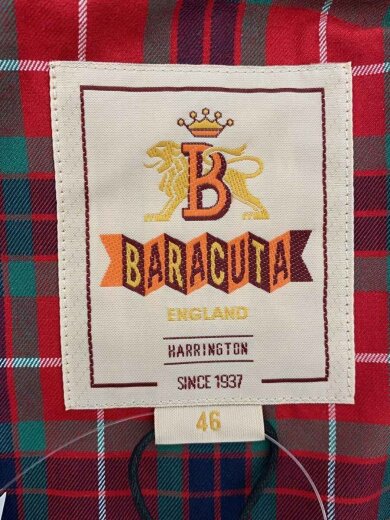 B
BARACUTA
ENGLAND
HARRINGTON
SINCE 1937
46